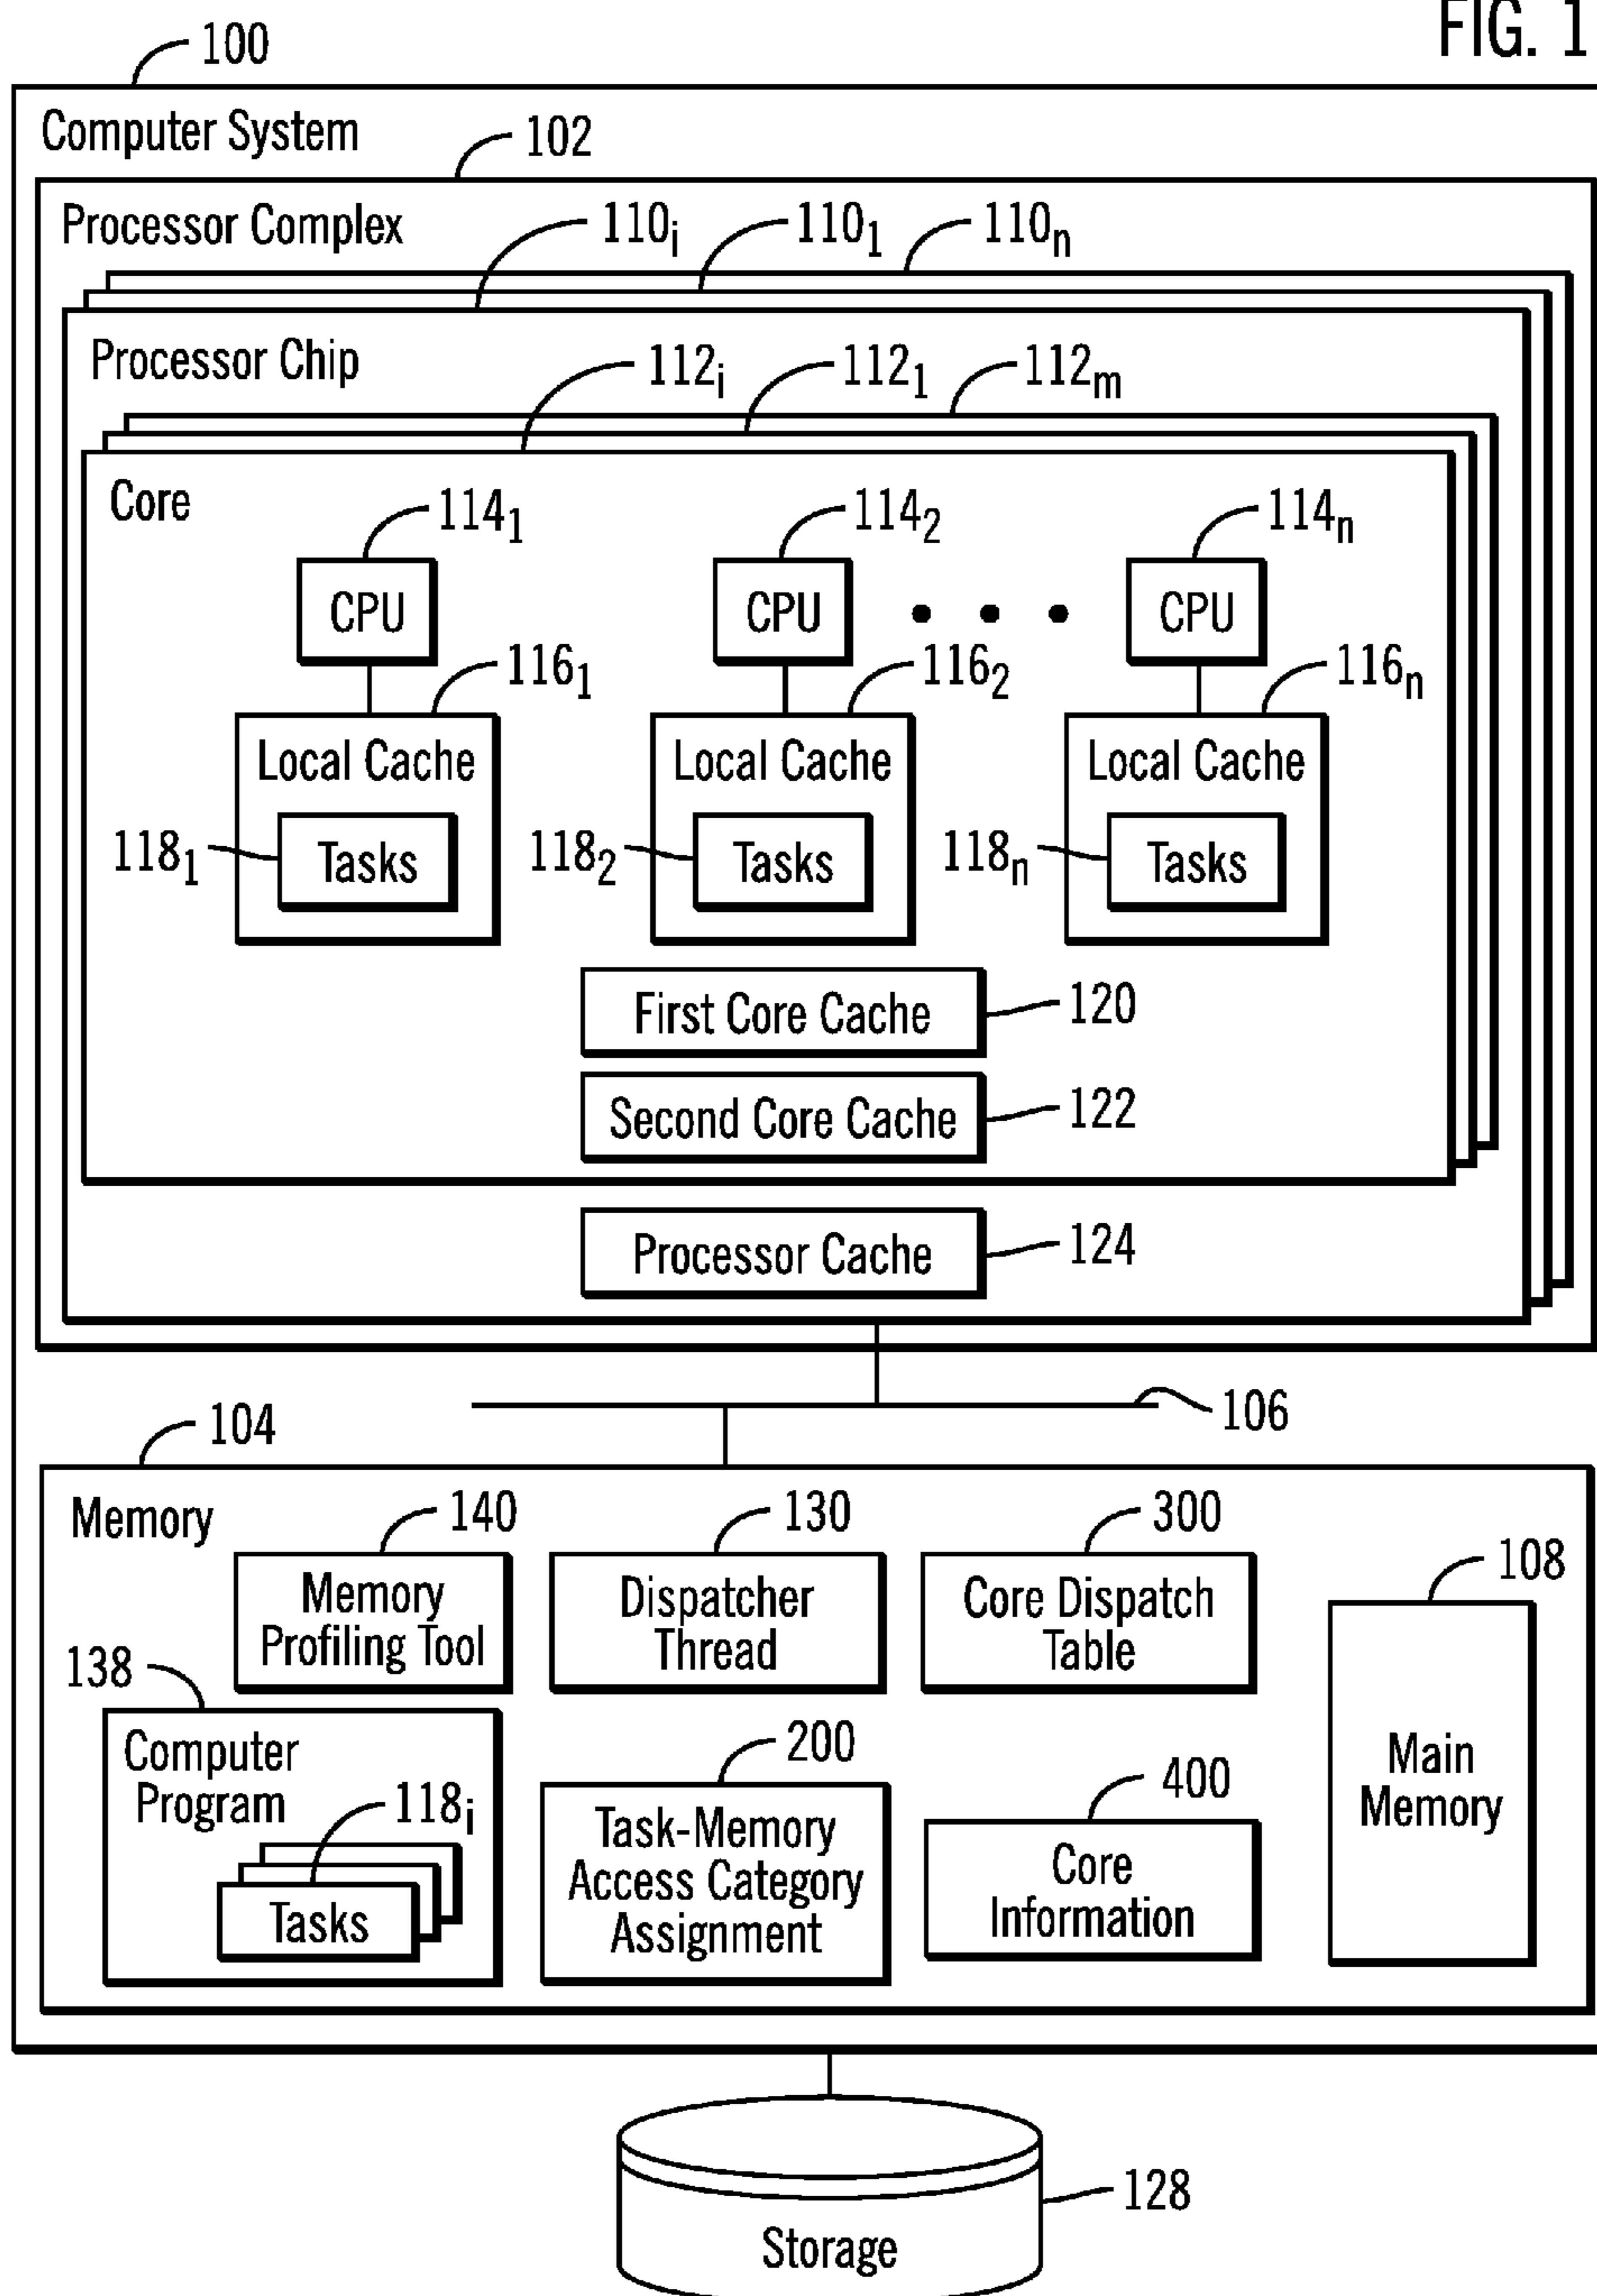 FIG. 1
100
Computer System
102
Processor Complex
110i 1101 110n
Processor Chip
112i 1121 112m
Core
1141 1142 114n
CPU CPU • • • CPU
1161 1162 116n
Local Cache Local Cache Local Cache
1181 Tasks 1182 Tasks 118n Tasks
First Core Cache 120
Second Core Cache 122
Processor Cache 124
106
104
Memory
140 130 300
108
Memory
Profiling Tool
Dispatcher
Thread
Core Dispatch
Table
138
Computer
Program
118i
Tasks
200
Task-Memory
Access Category
Assignment
400
Core
Information
Main
Memory
128
Storage